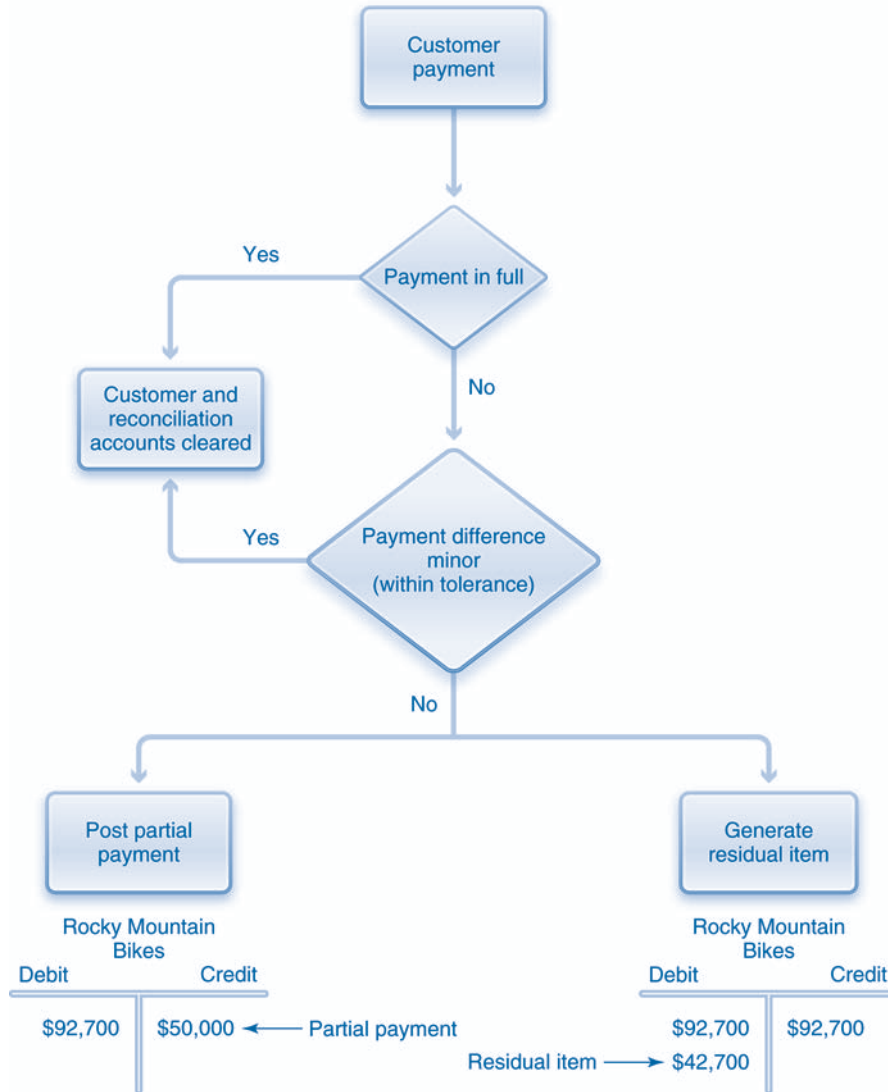 Customer
payment
Yes
Payment in full
No
Customer and
reconciliation
accounts cleared
Yes
Payment difference
minor
(within tolerance)
No
Post partial
payment
Generate
residual item
Rocky Mountain
Bikes
Debit Credit
$92,700 $50,000 Partial payment
Rocky Mountain
Bikes
Debit Credit
$92,700 $92,700
Residual item $42,700